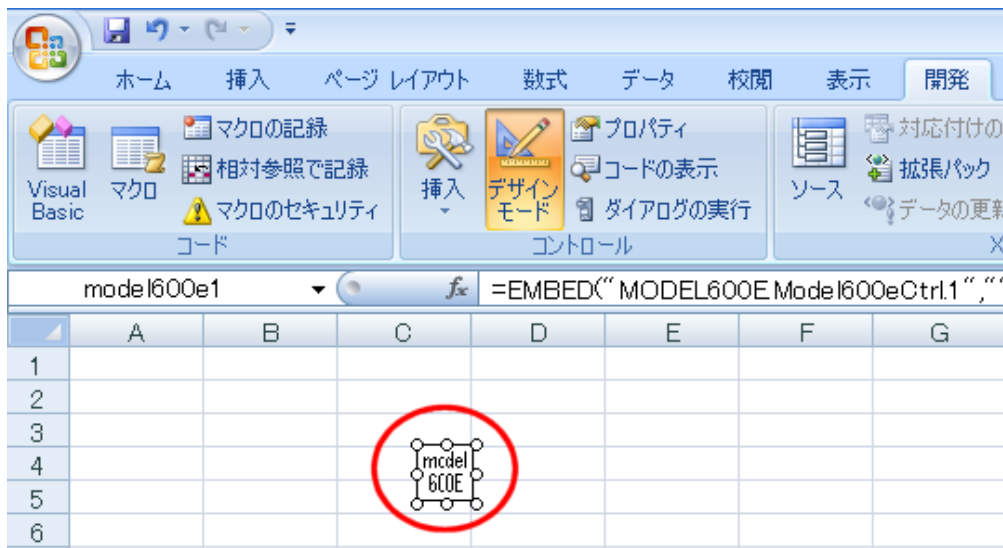 ホーム 挿入 ページ レイアウト 数式 データ 校閲 表示 開発
Visual Basic
マクロ
マクロの記録
相対参照で記録
マクロのセキュリティ
コード
挿入
デザイン モード
プロパティ
コードの表示
ダイアログの実行
コントロール
ソース
対応付けの
拡張パック
データの更新
X
model600e1 fx =EMBED("MODEL600E.Model600eCtrl.1","
A B C D E F G
1
2
3
4
5
6
model
600E